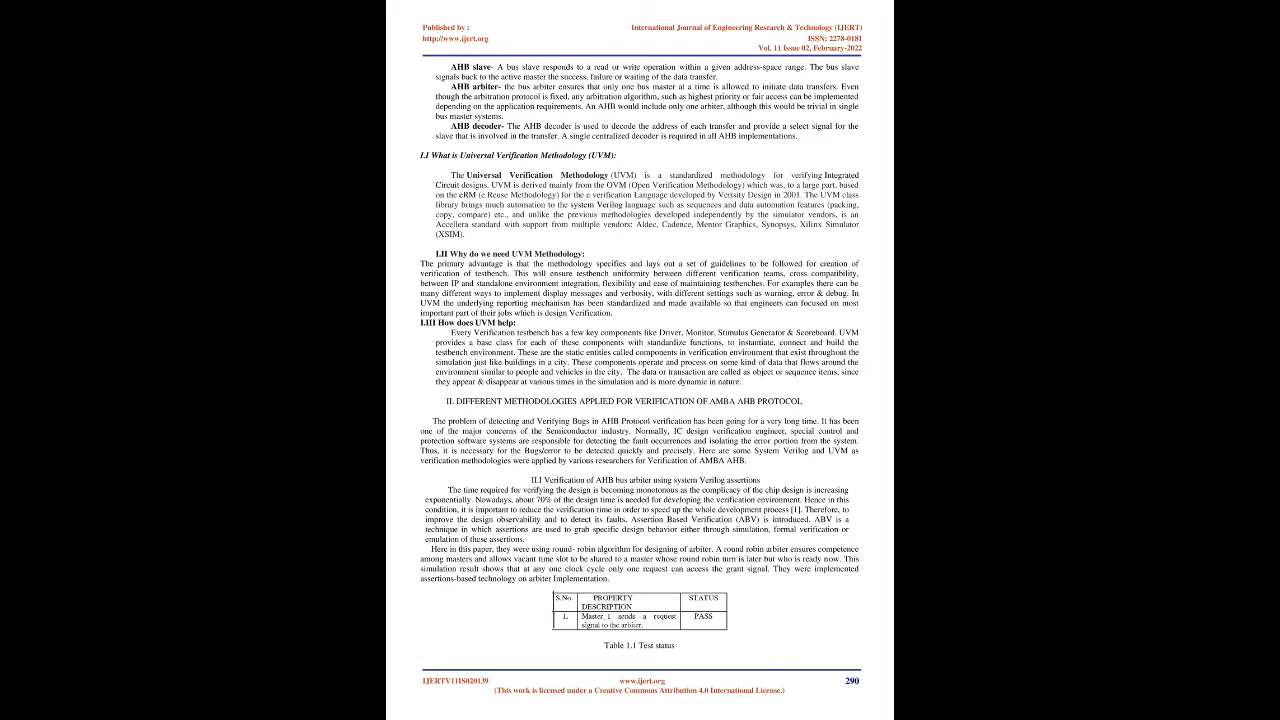 Published by :
International Journal of Engineering Research & Technology (IJERT)
http://www.ijert.org
ISSN: 2278-0181
Vol. 11 Issue 02, February-2022
AHB slave- A bus slave responds to a read or write operation within a given address-space range. The bus slave
signals back to the active master the success, failure or waiting of the data transfer.
AHB arbiter- the bus arbiter ensures that only one bus master at a time is allowed to initiate data transfers. Even
though the arbitration protocol is fixed, any arbitration algorithm, such as highest priority or fair access can be implemented
depending on the application requirements. An AHB would include only one arbiter, although this would be trivial in single
bus master systems.
AHB decoder- The AHB decoder is used to decode the address of each transfer and provide a select signal for the
slave that is involved in the transfer. A single centralized decoder is required in all AHB implementations.
I.I What is Universal Verification Methodology (UVM):
The Universal Verification Methodology (UVM) is a standardized methodology for verifying Integrated
Circuit designs. UVM is derived mainly from the OVM (Open Verification Methodology) which was, to a large part, based
on the eRM (e Reuse Methodology) for the e verification Language developed by Verisity Design in 2001. The UVM class
library brings much automation to the system Verilog language such as sequences and data automation features (packing,
copy, compare) etc., and unlike the previous methodologies developed independently by the simulator vendors, is an
Accellera standard with support from multiple vendors: Aldec, Cadence, Mentor Graphics, Synopsys, Xilinx Simulator
(XSIM).
I.II Why do we need UVM Methodology:
The primary advantage is that the methodology specifies and lays out a set of guidelines to be followed for creation of
verification of testbench. This will ensure testbench uniformity between different verification teams, cross compatibility,
between IP and standalone environment integration, flexibility and ease of maintaining testbenches. For examples there can be
many different ways to implement display messages and verbosity, with different settings such as warning, error & debug. In
UVM the underlying reporting mechanism has been standardized and made available so that engineers can focused on most
important part of their jobs which is design Verification.
I.III How does UVM help:
Every Verification testbench has a few key components like Driver, Monitor, Stimulus Generator & Scoreboard. UVM
provides a base class for each of these components with standardize functions, to instantiate, connect and build the
testbench environment. These are the static entities called components in verification environment that exist throughout the
simulation just like buildings in a city. These components operate and process on some kind of data that flows around the
environment similar to people and vehicles in the city. The data or transaction are called as object or sequence items, since
they appear & disappear at various times in the simulation and is more dynamic in nature.
II. DIFFERENT METHODOLOGIES APPLIED FOR VERIFICATION OF AMBA AHB PROTOCOL
The problem of detecting and Verifying Bugs in AHB Protocol verification has been going for a very long time. It has been
one of the major concerns of the Semiconductor industry. Normally, IC design verification engineer, special control and
protection software systems are responsible for detecting the fault occurrences and isolating the error portion from the system.
Thus, it is necessary for the Bugs/error to be detected quickly and precisely. Here are some System Verilog and UVM as
verification methodologies were applied by various researchers for Verification of AMBA AHB.
II.I Verification of AHB bus arbiter using system Verilog assertions
The time required for verifying the design is becoming monotonous as the complicacy of the chip design is increasing
exponentially. Nowadays, about 70% of the design time is needed for developing the verification environment. Hence in this
condition, it is important to reduce the verification time in order to speed up the whole development process [1]. Therefore, to
improve the design observability and to detect its faults, Assertion Based Verification (ABV) is introduced. ABV is a
technique in which assertions are used to grab specific design behavior either through simulation, formal verification or
emulation of these assertions.
Here in this paper, they were using round- robin algorithm for designing of arbiter. A round robin arbiter ensures competence
among masters and allows vacant time slot to be shared to a master whose round robin turn is later but who is ready now. This
simulation result shows that at any one clock cycle only one request can access the grant signal. They were implemented
assertions-based technology on arbiter Implementation.
S.No. PROPERTY STATUS
DESCRIPTION
1. Master_1 sends a request PASS
signal to the arbiter.
Table 1.1 Test status
IJERTV11IS020139
www.ijert.org
290
(This work is licensed under a Creative Commons Attribution 4.0 International License.)